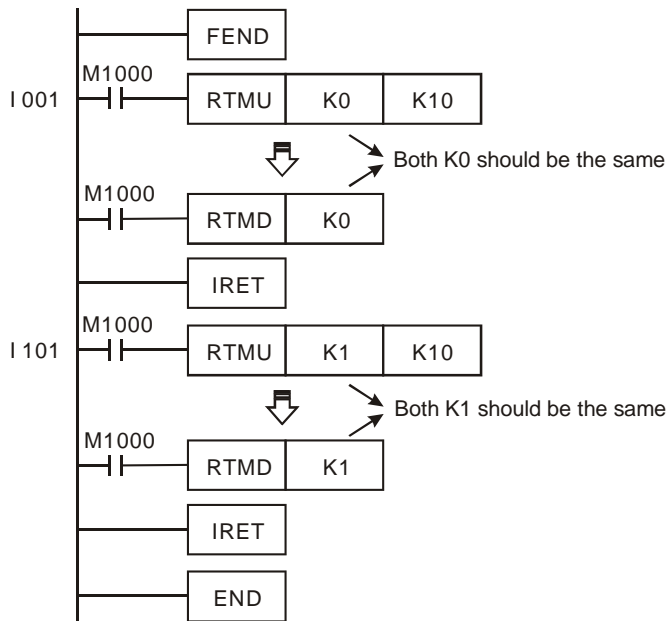 FEND
M1000
I 001 RTMU K0 K10
Both K0 should be the same
M1000
RTMD K0
IRET
M1000
I 101 RTMU K1 K10
Both K1 should be the same
M1000
RTMD K1
IRET
END